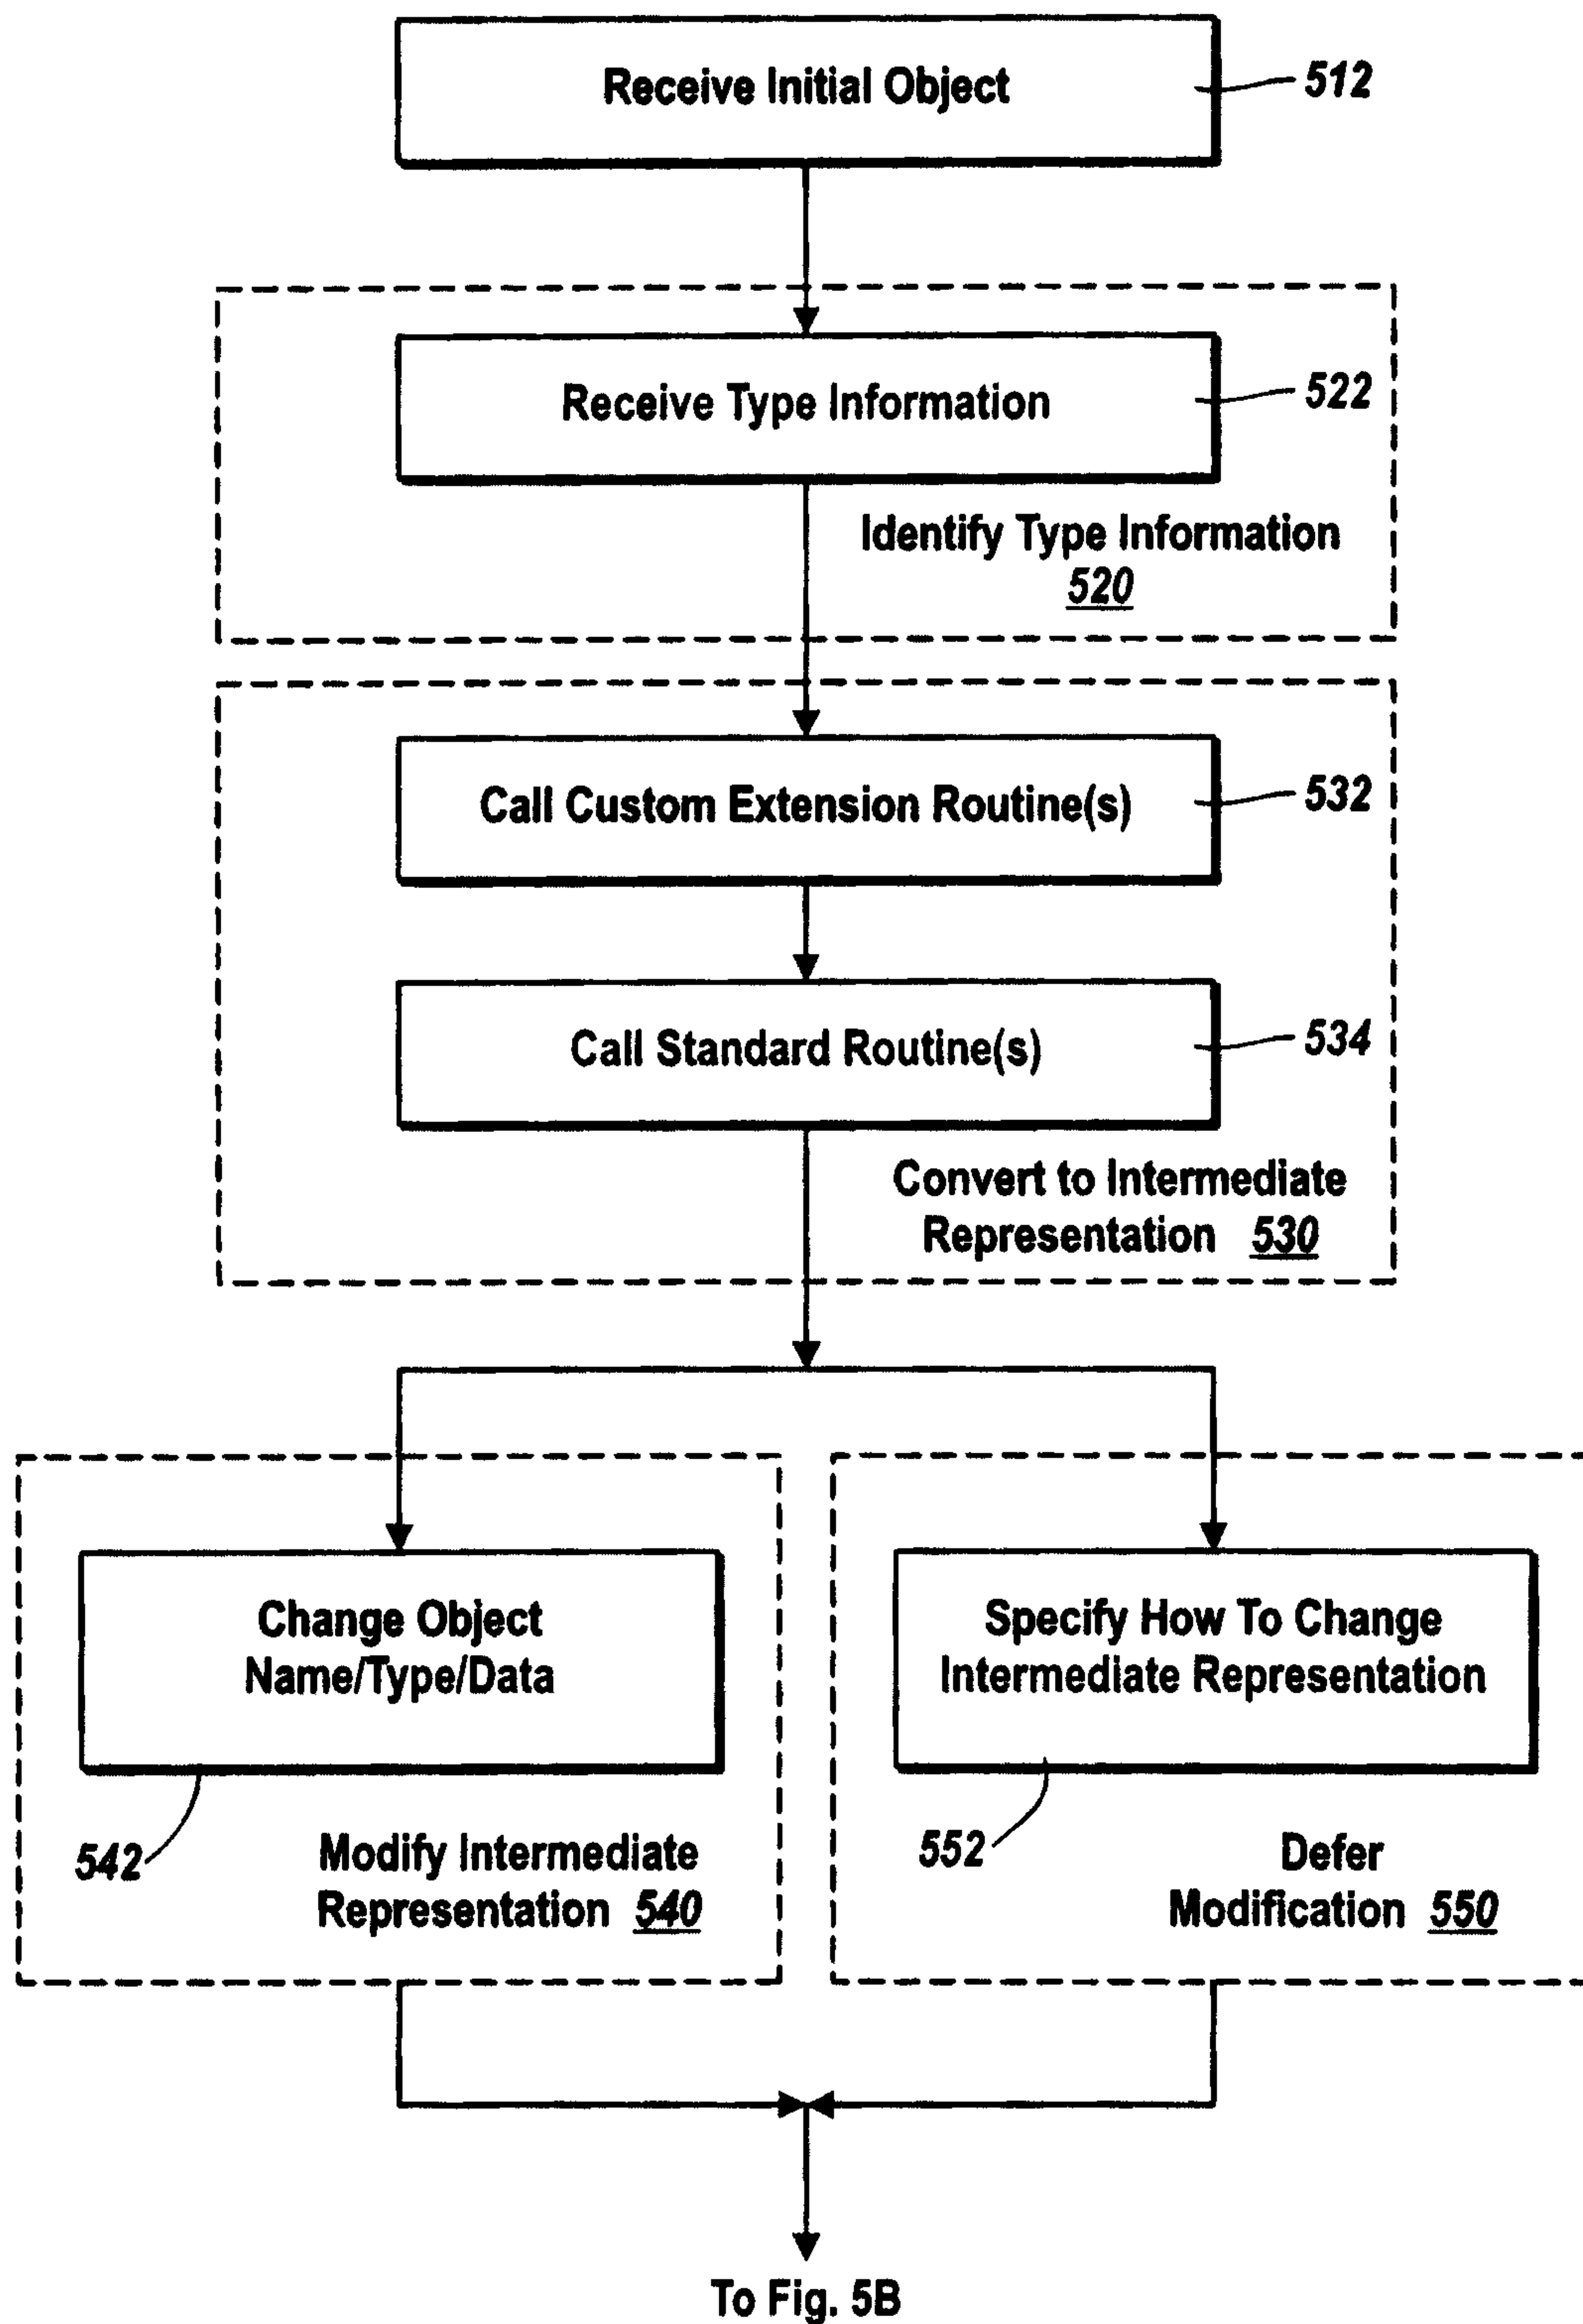 Receive Initial Object
512
Receive Type Information
522
Identify Type Information
520
Call Custom Extension Routine(s)
532
Call Standard Routine(s)
534
Convert to Intermediate
Representation 530
Change Object
Name/Type/Data
542
Modify Intermediate
Representation 540
Specify How To Change
Intermediate Representation
552
Defer
Modification 550
To Fig. 5B